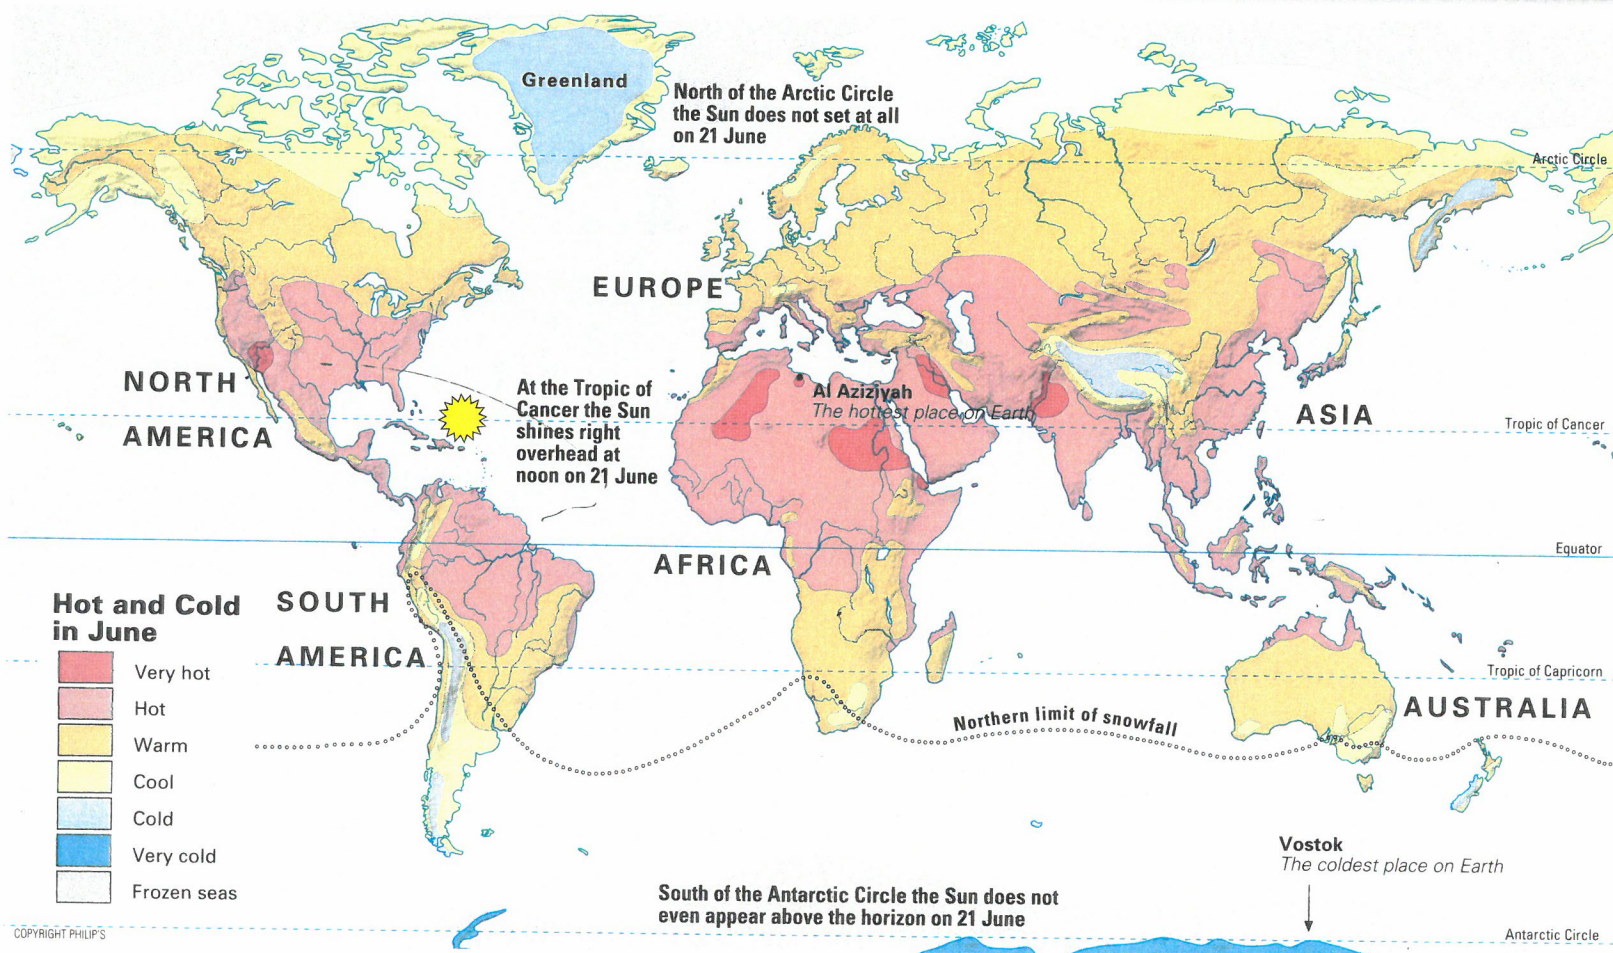 Greenland
North of the Arctic Circle
the Sun does not set at all
on 21 June
Arctic Circle
EUROPE
NORTH
AMERICA
At the Tropic of
Cancer the Sun
shines right
overhead at
noon on 21 June
Al Aziziyah
The hottest place on Earth
ASIA
Tropic of Cancer
Equator
AFRICA
SOUTH
AMERICA
Hot and Cold
in June
Very hot
Hot
Warm
Cool
Cold
Very cold
Frozen seas
Tropic of Capricorn
AUSTRALIA
Northern limit of snowfall
Vostok
The coldest place on Earth
South of the Antarctic Circle the Sun does not
even appear above the horizon on 21 June
COPYRIGHT PHILIP'S
Antarctic Circle